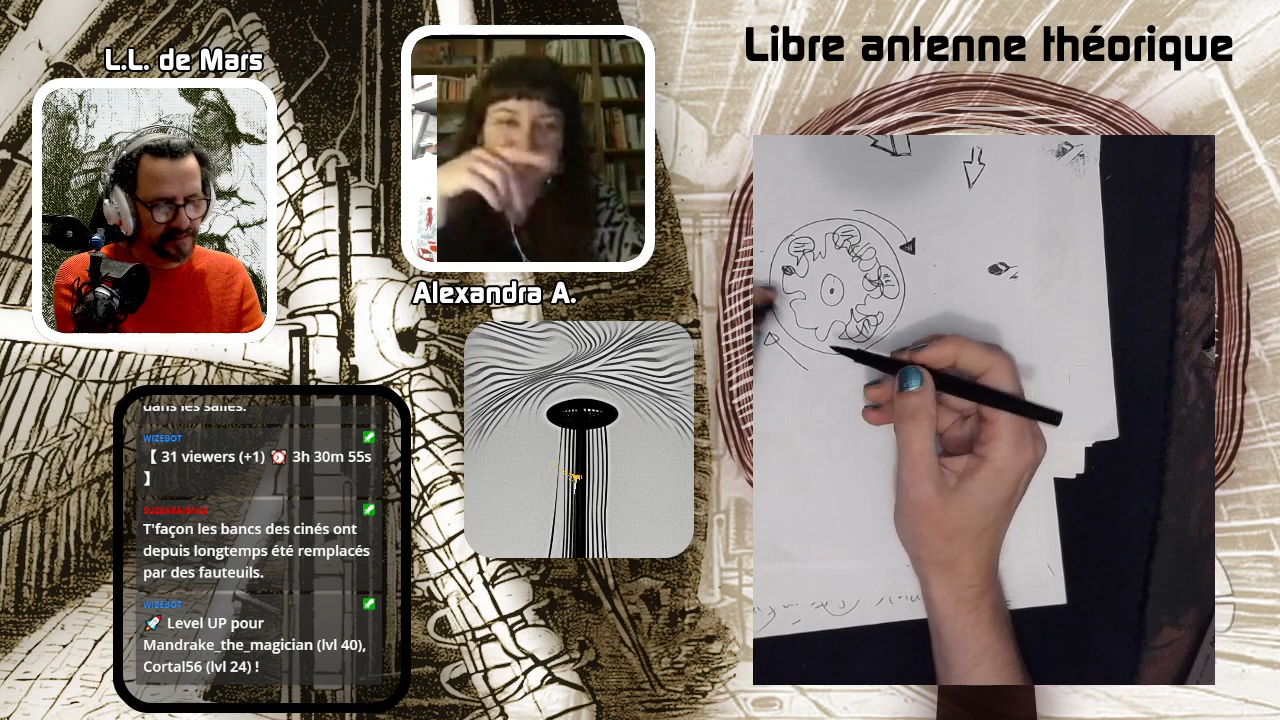 L.L. de Mars
Libre antenne théorique
Alexandra A.
dans les salles.
WIZEBOT
【 31 viewers (+1) ⏰ 3h 30m 55s
】
T'façon les bancs des cinés ont
depuis longtemps été remplacés
par des fauteuils.
WIZEBOT
🚀 Level UP pour
Mandrake_the_magician (lvl 40),
Cortal56 (lvl 24) !